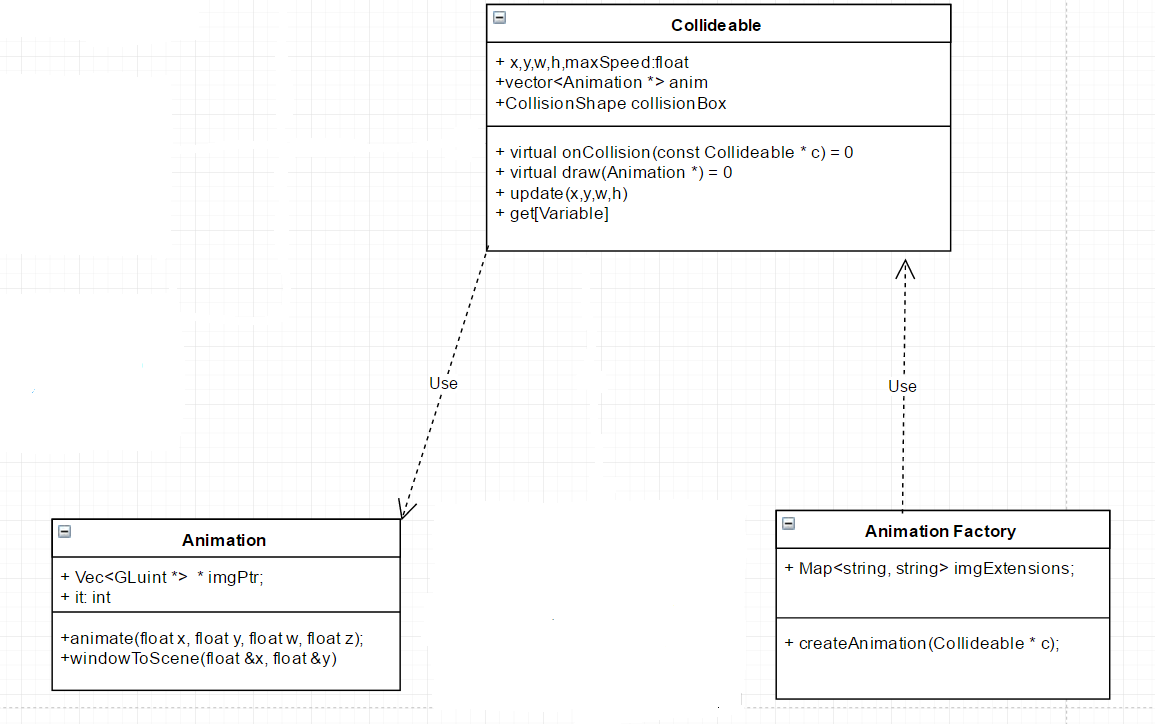 Collideable
+ x,y,w,h,maxSpeed:float
+vector<Animation *> anim
+CollisionShape collisionBox
+ virtual onCollision(const Collideable * c) = 0
+ virtual draw(Animation *) = 0
+ update(x,y,w,h)
+ get[Variable]
Use
Use
Animation
+ Vec<GLuint *>  * imgPtr;
+ it: int
+animate(float x, float y, float w, float z);
+windowToScene(float &x, float &y)
Animation Factory
+ Map<string, string> imgExtensions;
+ createAnimation(Collideable * c);